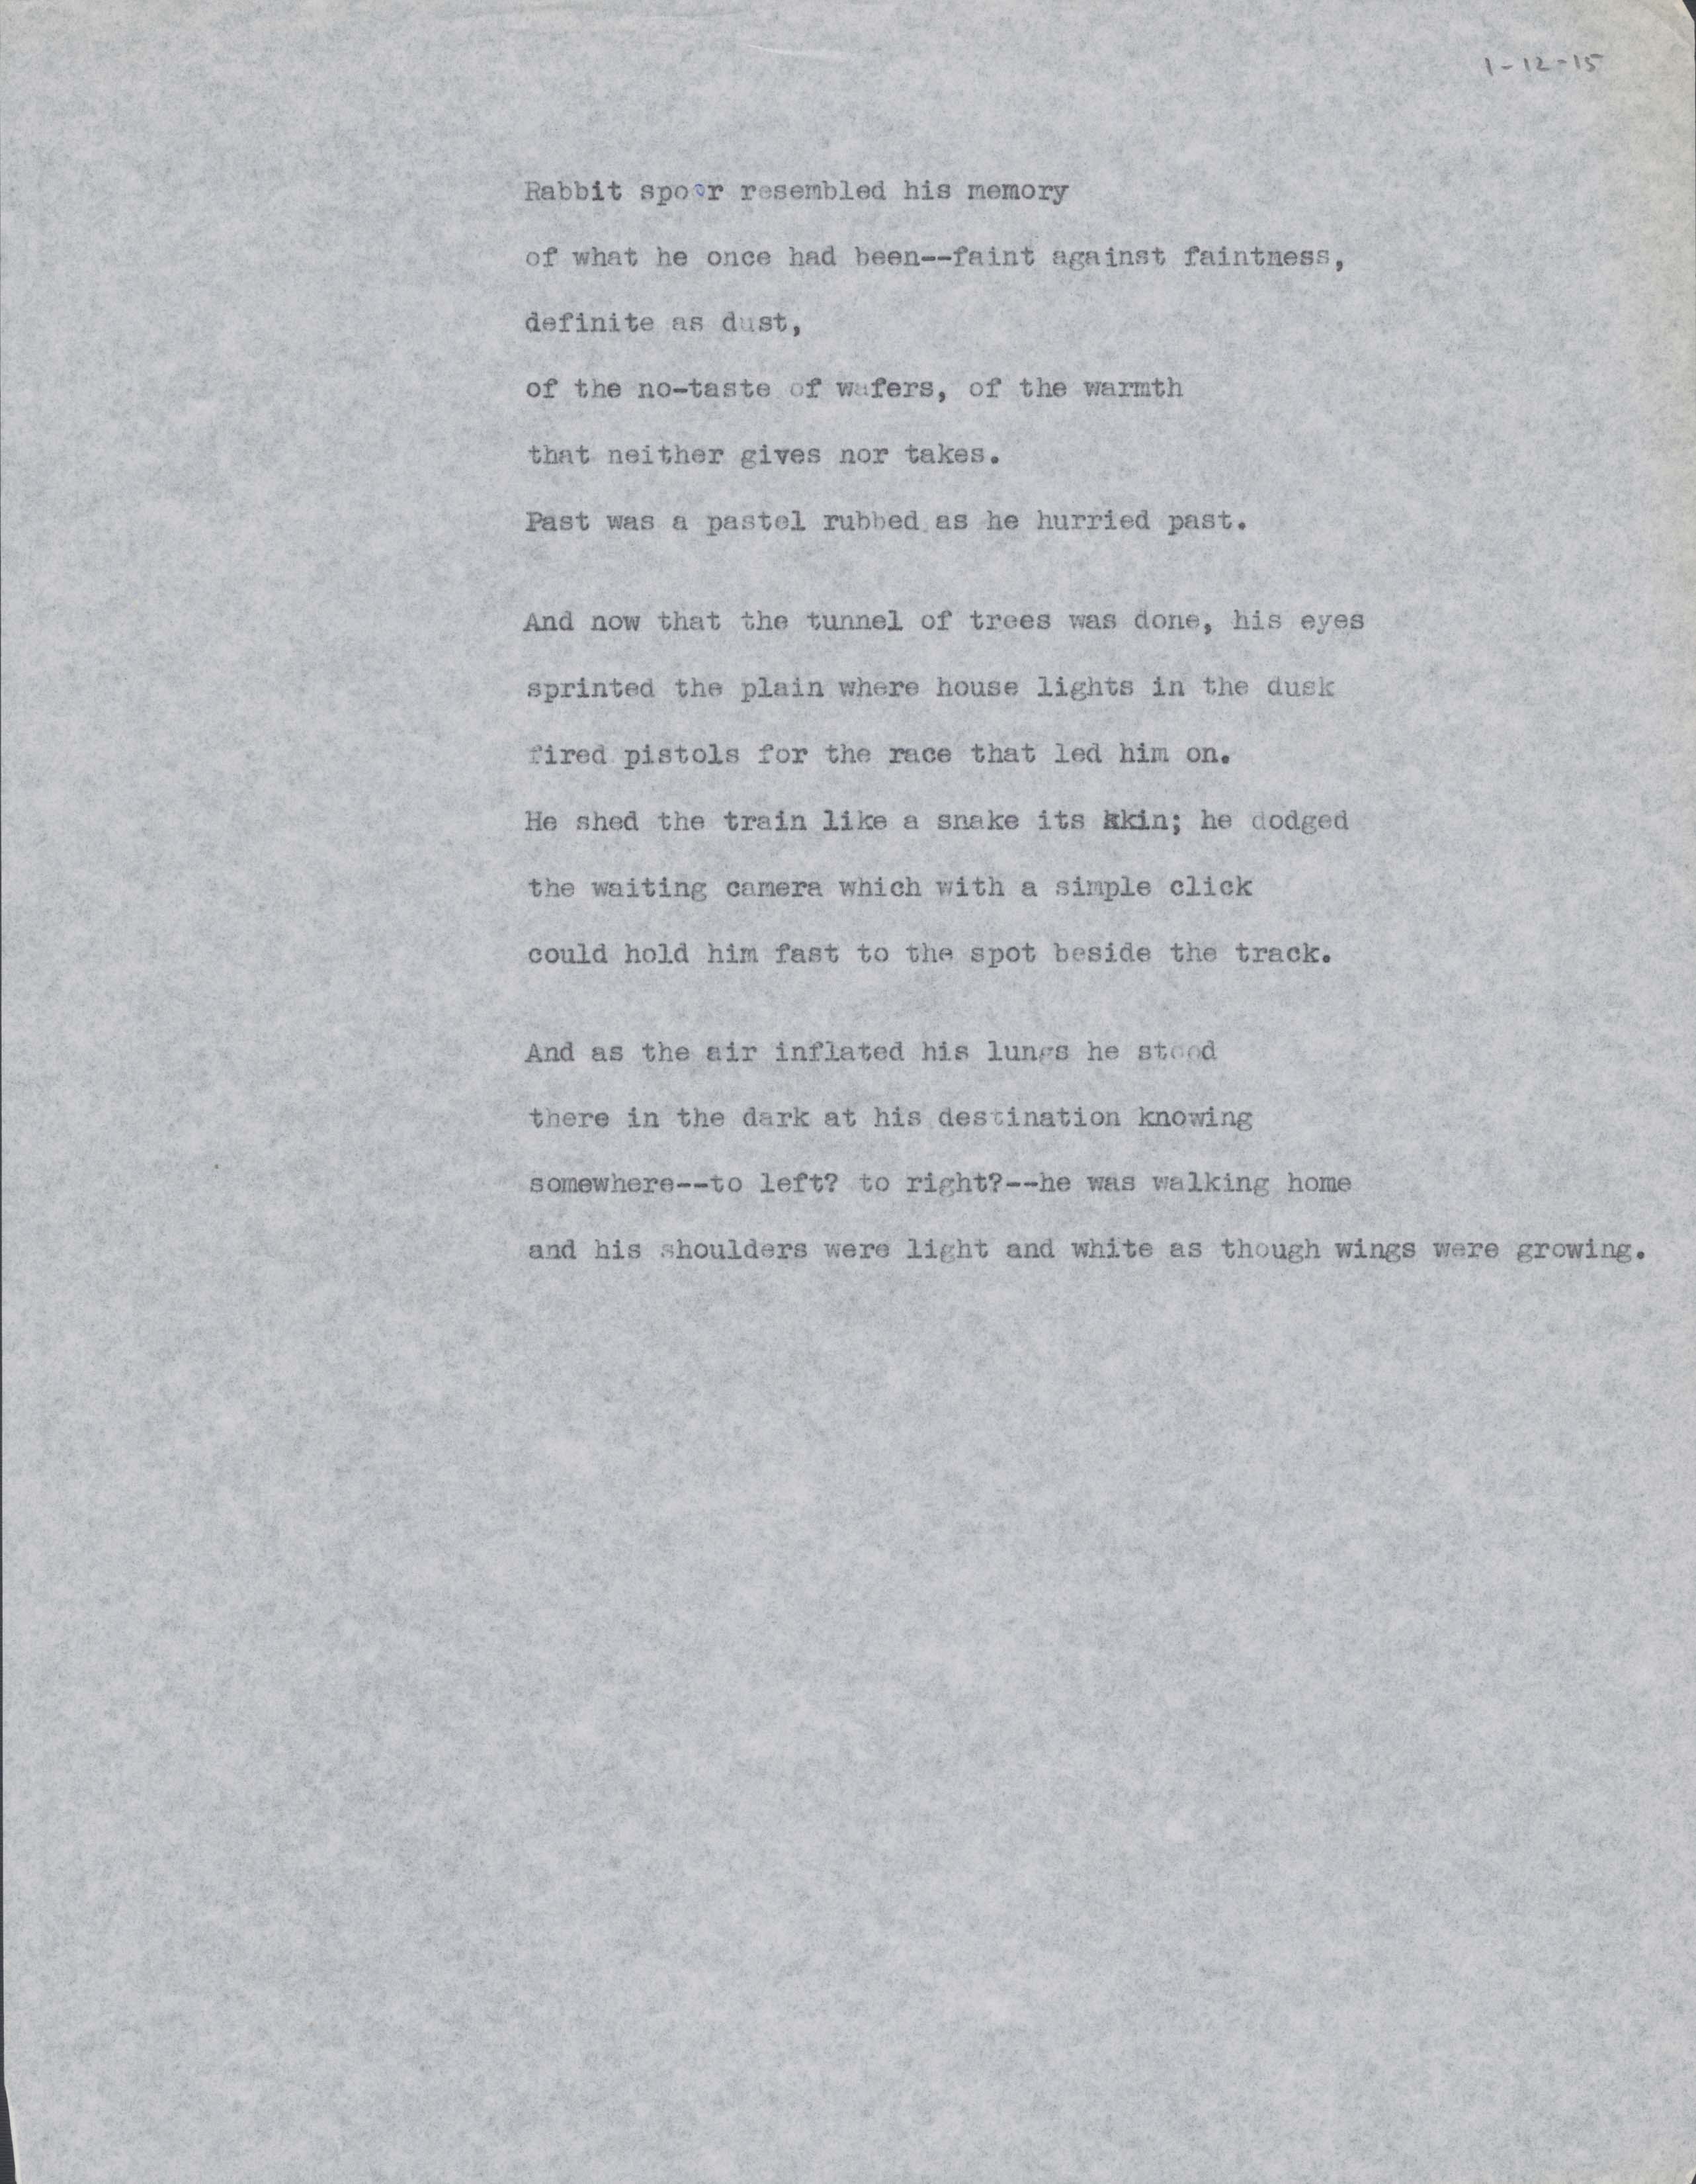 1-12-15
Rabbit spoor resembled his memory
of what he once had been--faint against faintness,
definite as dust,
of the no-taste of wafers, of the warmth
that neither gives nor takes.
Past was a pastel rubbed as he hurried past.
And now that the tunnel of trees was done, his eyes
sprinted the plain where house lights in the dusk
fired pistols for the race that led him on.
He shed the train like a snake its skin; he dodged
the waiting camera which with a simple click
could hold him fast to the spot beside the track.
And as the air inflated his lungs he stood
there in the dark at his destination knowing
somewhere--to left? to right?--he was walking home
and his shoulders were light and white as though wings were growing.